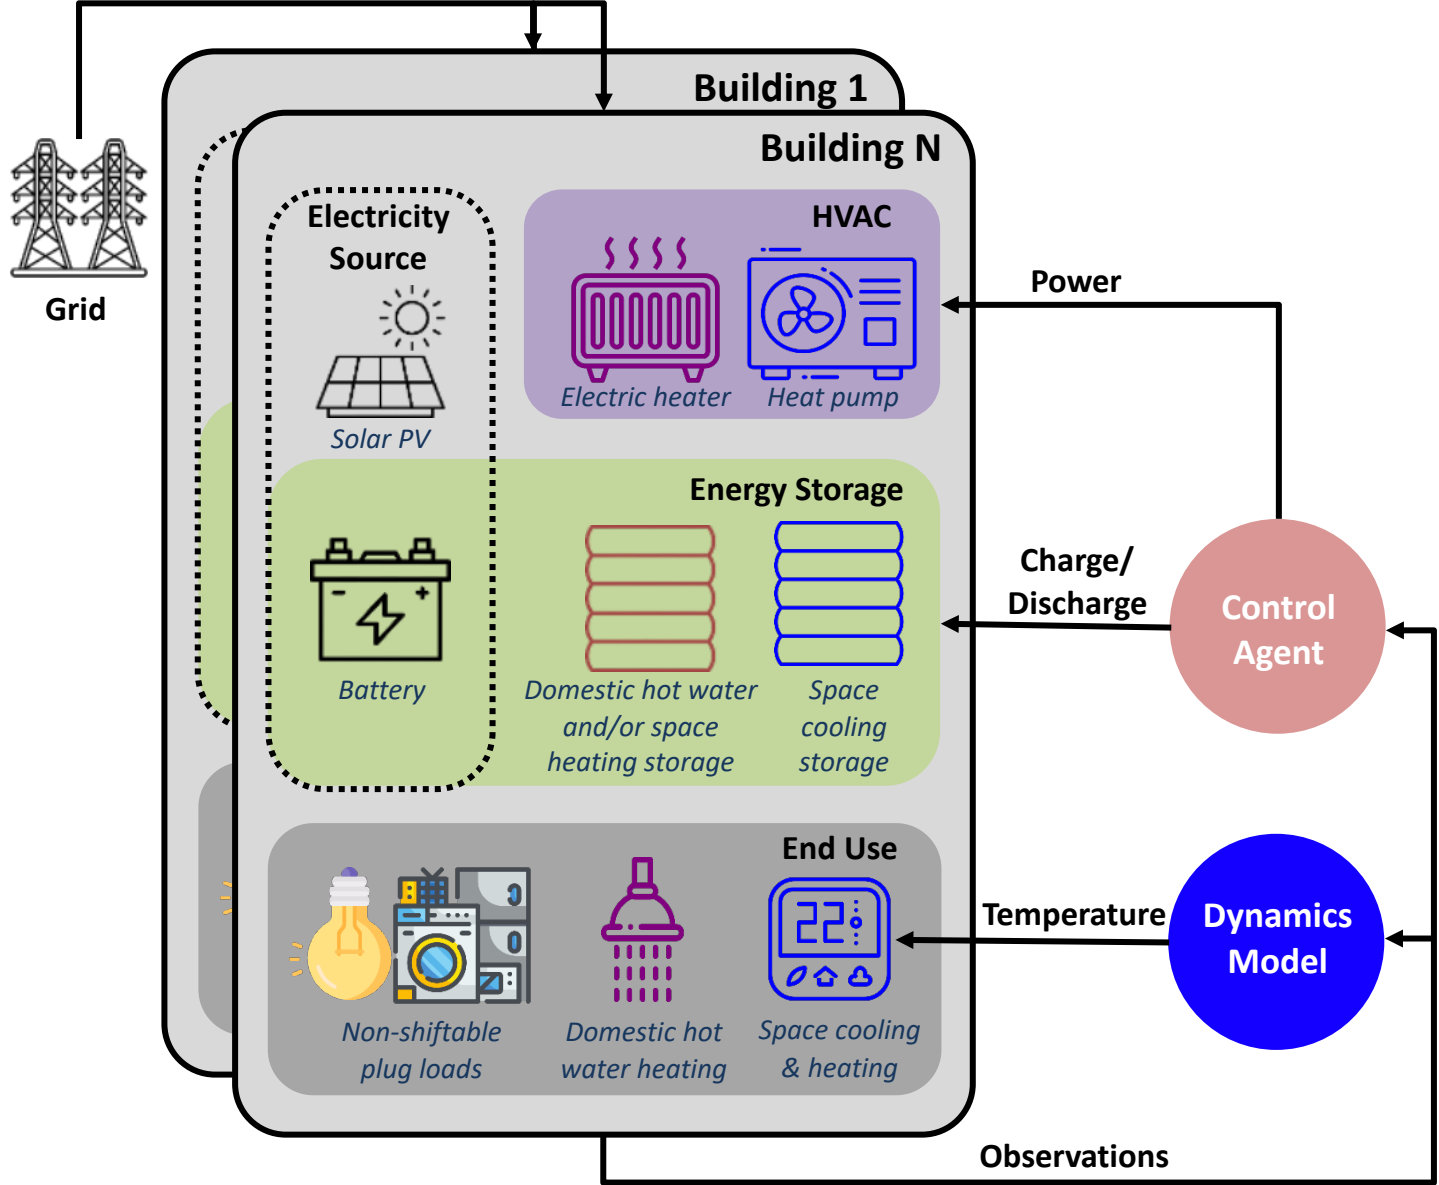 Building 1
Building N
Grid
Electricity
Source
Solar PV
HVAC
Electric heater
Heat pump
Power
Energy Storage
Battery
Domestic hot water
and/or space
heating storage
Space
cooling
storage
Charge/
Discharge
Control
Agent
End Use
22
Non-shiftable
plug loads
Domestic hot
water heating
Space cooling
& heating
Temperature
Dynamics
Model
Observations